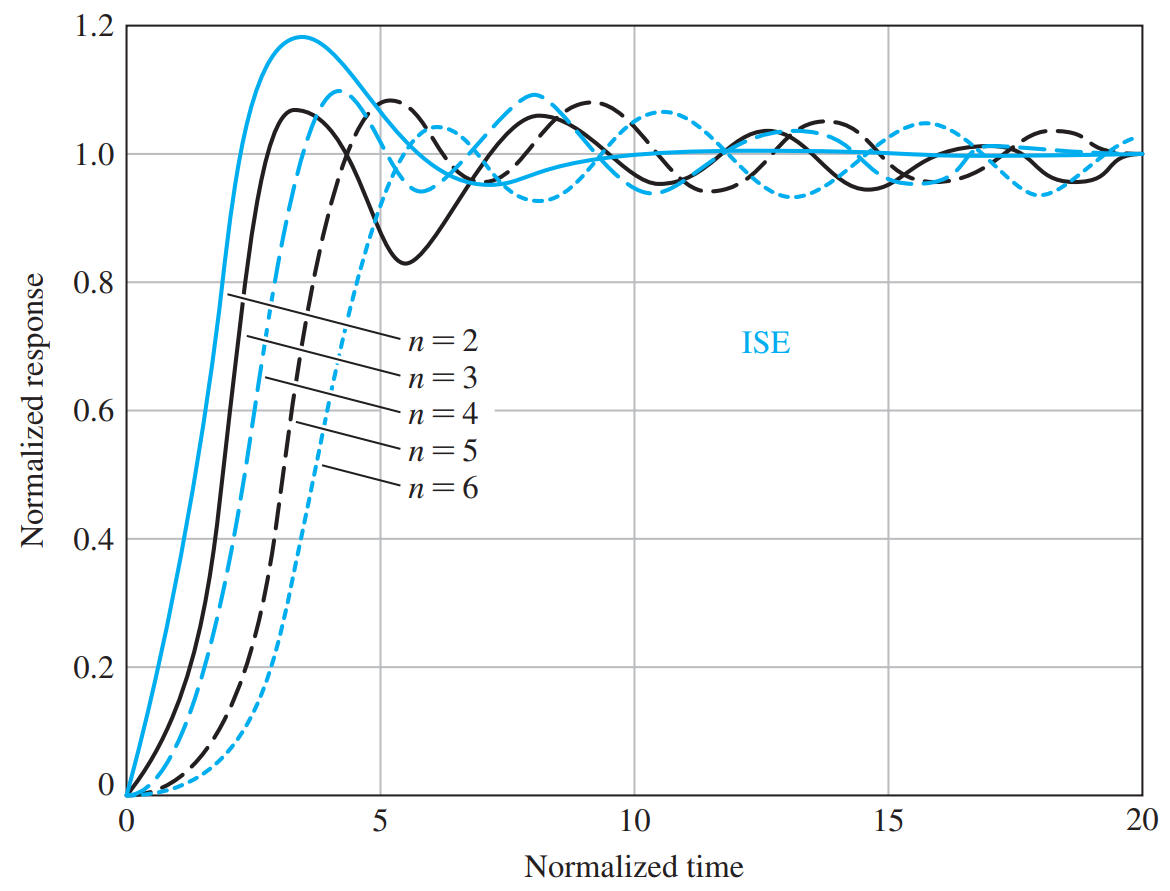 1.2
1.0
0.8
0.6
0.4
0.2
0
Normalized response
n = 2
n = 3
n = 4
n = 5
n = 6
ISE
0 5 10 15 20
Normalized time